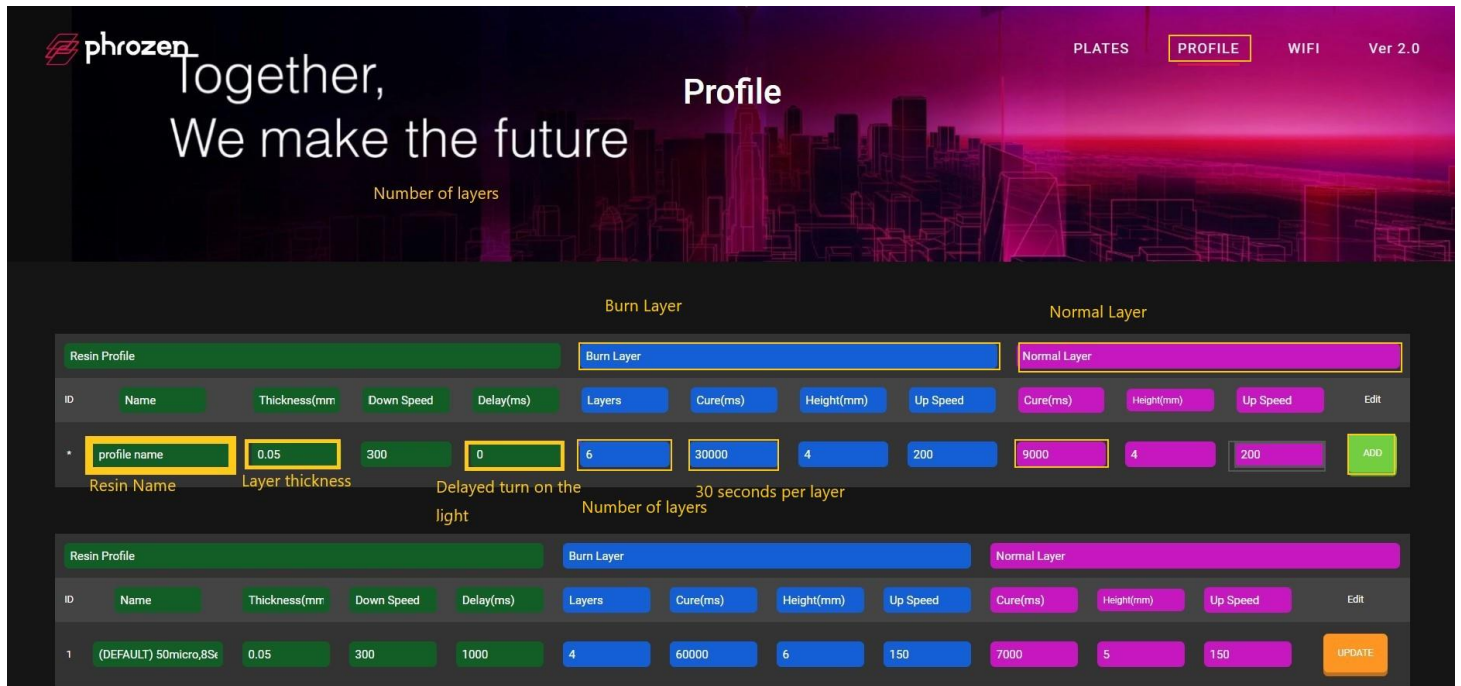 phrozen
PLATES PROFILE WIFI Ver 2.0
Together,
We make the future
Profile
Number of layers
Burn Layer
Normal Layer
Resin Profile Burn Layer Normal Layer
ID Name Thickness(mm Down Speed Delay(ms) Layers Cure(ms) Height(mm) Up Speed Cure(ms) Height(mm) Up Speed Edit
* profile name 0.05 300 0 6 30000 4 200 9000 4 200 ADD
Resin Name Layer thickness Delayed turn on the
light
Number of layers
30 seconds per layer
Resin Profile Burn Layer Normal Layer
ID Name Thickness(mm Down Speed Delay(ms) Layers Cure(ms) Height(mm) Up Speed Cure(ms) Height(mm) Up Speed Edit
1 (DEFAULT) 50micro,8Se 0.05 300 1000 4 60000 6 150 7000 5 150 UPDATE